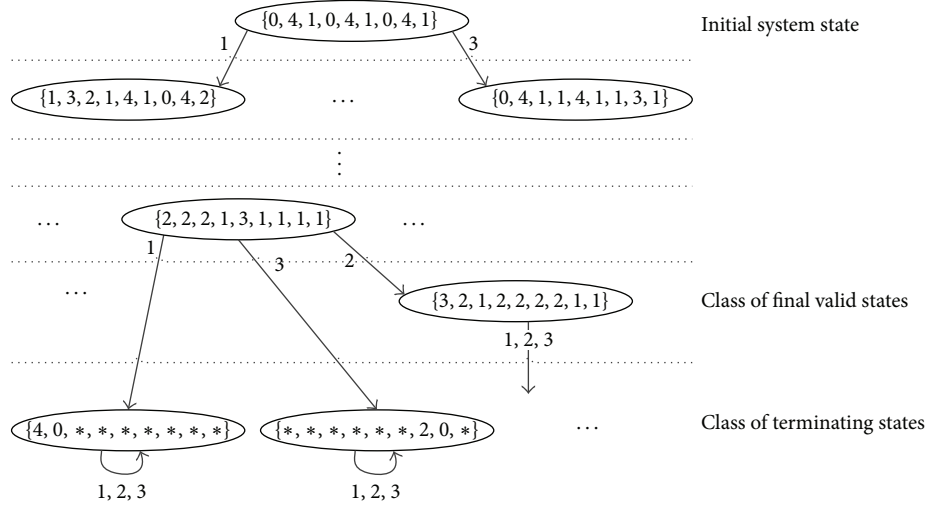 {0, 4, 1, 0, 4, 1, 0, 4, 1} Initial system state
1 3
{1, 3, 2, 1, 4, 1, 0, 4, 2} ... {0, 4, 1, 1, 4, 1, 1, 3, 1}
⋮
... {2, 2, 2, 1, 3, 1, 1, 1, 1} ...
1 3 2
... {3, 2, 1, 2, 2, 2, 2, 1, 1} Class of final valid states
1, 2, 3
{4, 0, *, *, *, *, *, *, *} {*, *, *, *, *, *, 2, 0, *} ... Class of terminating states
1, 2, 3 1, 2, 3